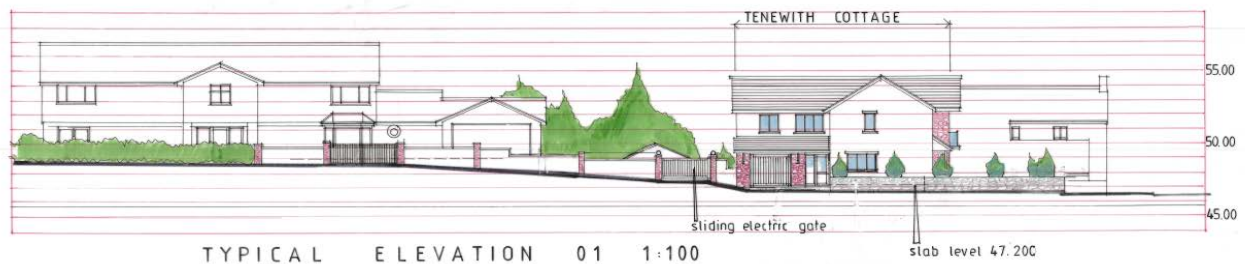 TENEWITH COTTAGE
55.00
50.00
45.00
sliding electric gate
slab level 47.200
TYPICAL ELEVATION 01 1:100